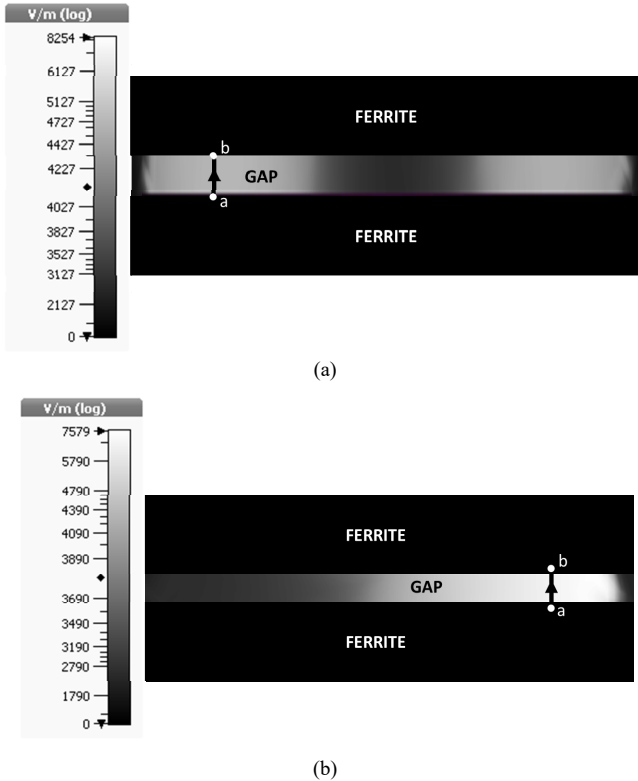 V/m (log)
8254
6127
5127
4727
4427
4227
4027
3827
3527
3127
2127
0
FERRITE
b
GAP
a
FERRITE
(a)
V/m (log)
7579
5790
4790
4390
4090
3890
3690
3490
3190
2790
1790
0
FERRITE
b
GAP
a
FERRITE
(b)